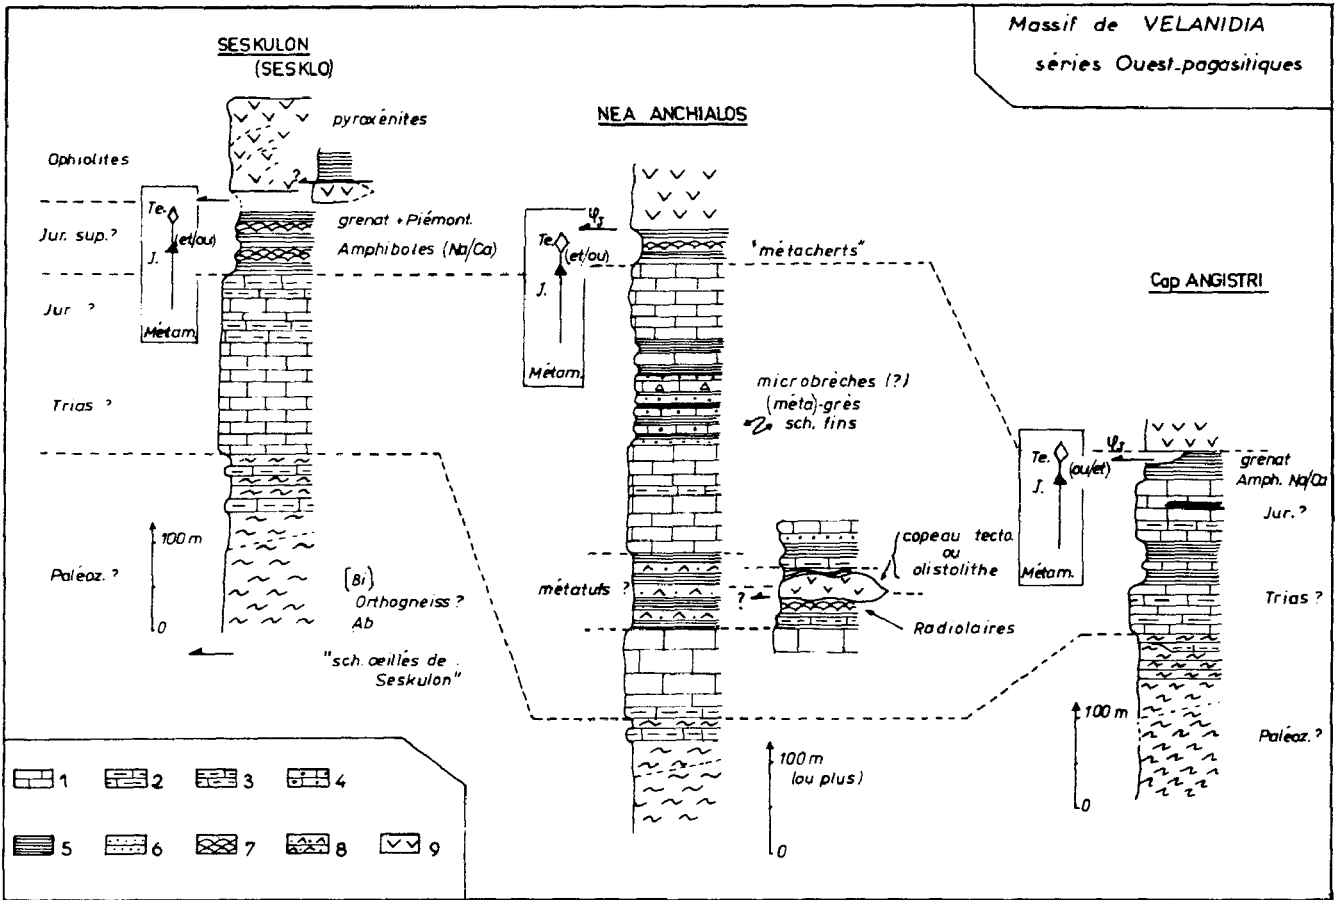 Massif de VELANIDIA
séries Ouest-pagasitiques
SESKULON
(SESKLO)
pyroxénites
Ophiolites
?
Te.
(et/ou)
J.
Métam.
Jur. sup.?
grenat + Piémont.
Amphiboles (Na/Ca)
Jur ?
Trias ?
Paléoz. ?
100 m
0
(Bi)
Orthogneiss ?
Ab
"sch. œillés de
Seskulon"
NEA ANCHIALOS
φJ
Te.
(et/ou)
J.
Métam.
"métacherts"
microbrèches (?)
(méta)-grès
sch. fins
métatufs ?
?
copeau tecto.
ou
olistolithe
Radiolaires
100 m
(ou plus)
0
Cap ANGISTRI
φJ
Te.
(ou/et)
J.
Métam.
grenat
Amph. Na/Ca
Jur. ?
Trias ?
100 m
0
Paléoz. ?
1 2 3 4
5 6 7 8 9